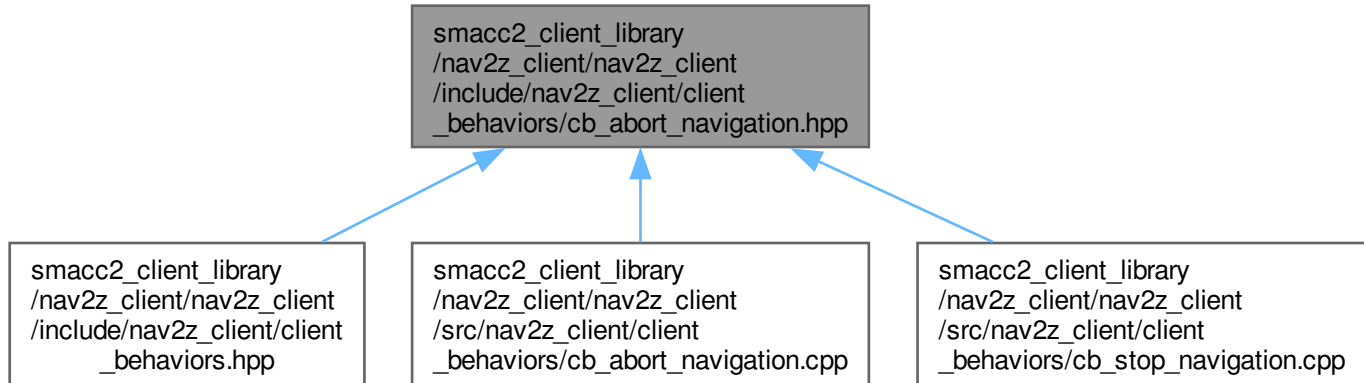 smacc2_client_library
/nav2z_client/nav2z_client
/include/nav2z_client/client
_behaviors/cb_abort_navigation.hpp
smacc2_client_library
/nav2z_client/nav2z_client
/include/nav2z_client/client
_behaviors.hpp
smacc2_client_library
/nav2z_client/nav2z_client
/src/nav2z_client/client
_behaviors/cb_abort_navigation.cpp
smacc2_client_library
/nav2z_client/nav2z_client
/src/nav2z_client/client
_behaviors/cb_stop_navigation.cpp